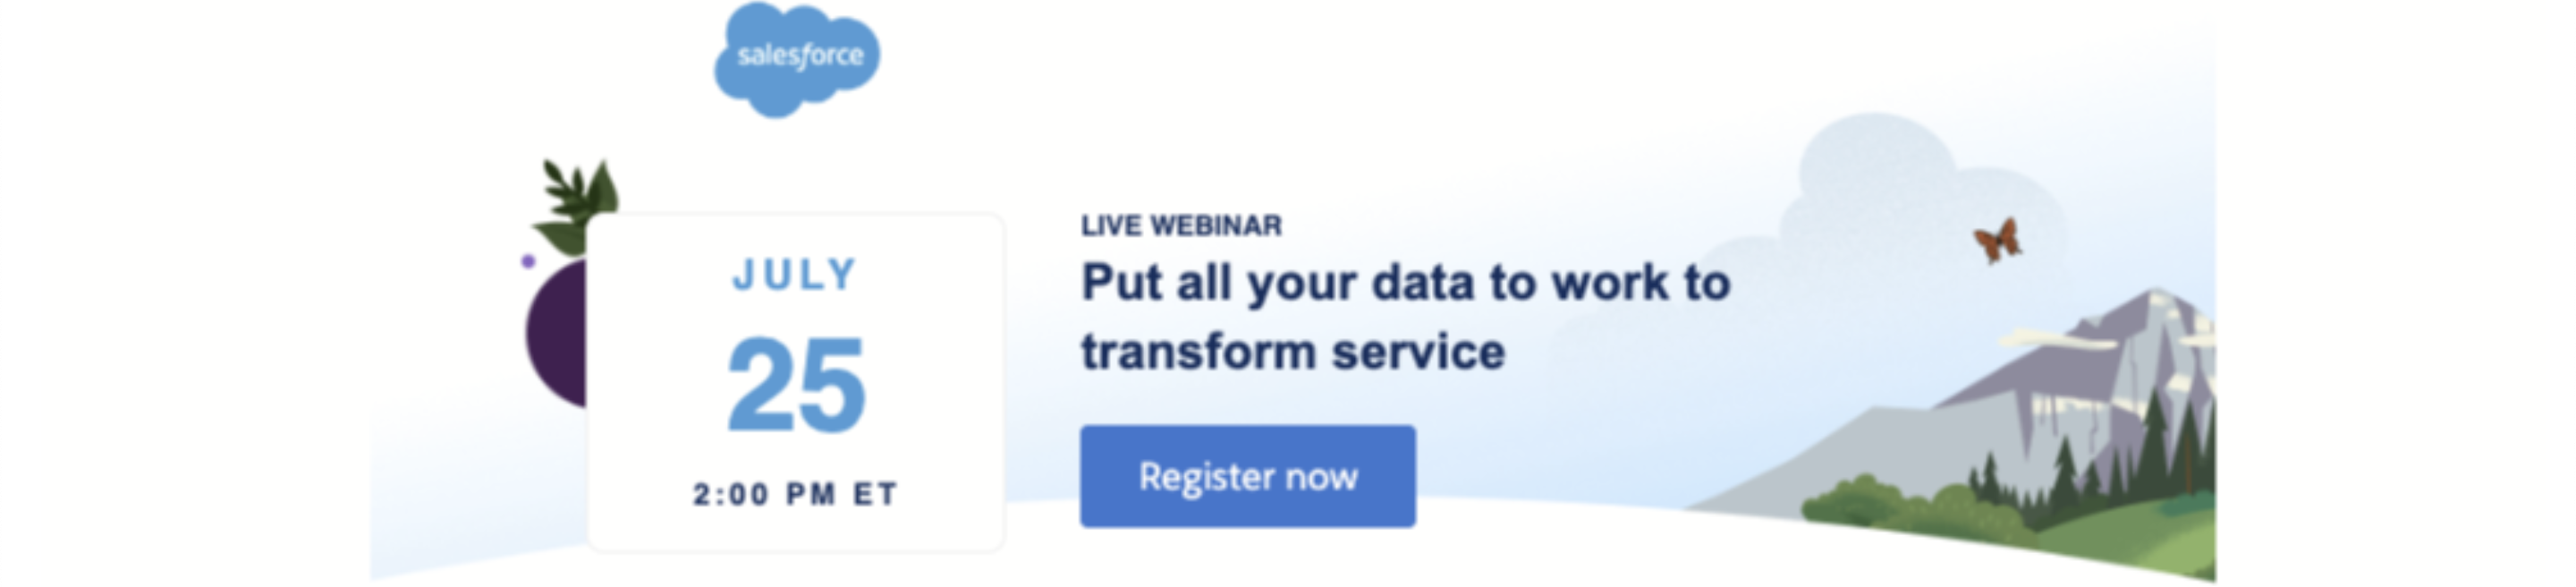 salesforce
JULY
25
2:00 PM ET
LIVE WEBINAR
Put all your data to work to
transform service
Register now